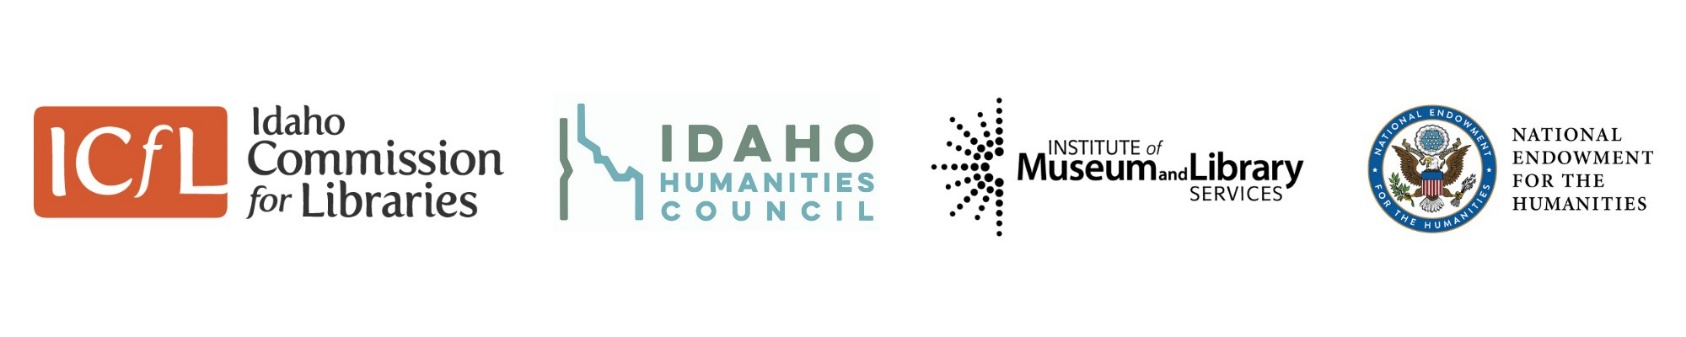 ICfL
Idaho
Commission
for Libraries
IDAHO
HUMANITIES
COUNCIL
INSTITUTE of
Museum and Library
SERVICES
NATIONAL ENDOWMENT
FOR THE HUMANITIES
NATIONAL
ENDOWMENT
FOR THE
HUMANITIES